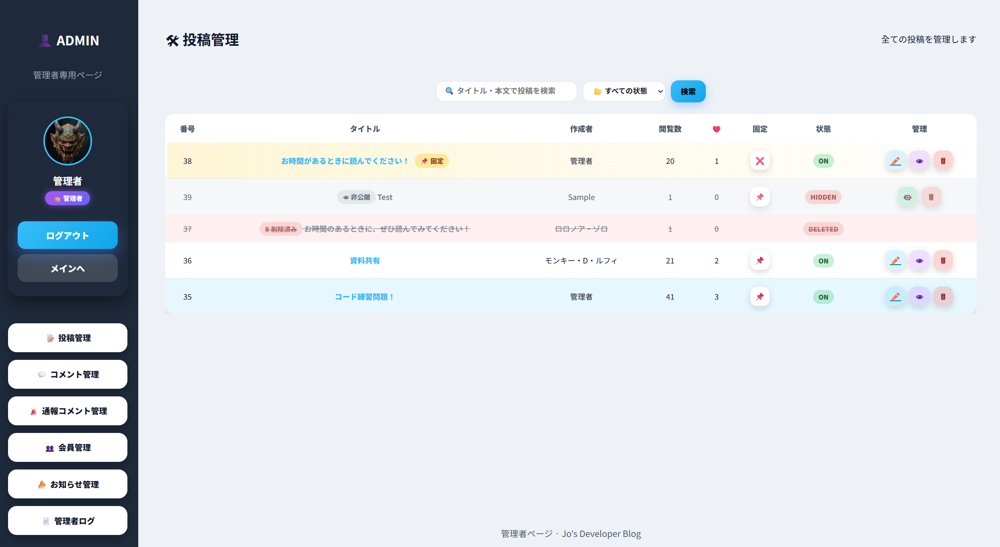 ADMIN
管理者専用ページ
管理者
管理者
ログアウト
メインへ
投稿管理
コメント管理
通報コメント管理
会員管理
お知らせ管理
管理者ログ
投稿管理
全ての投稿を管理します
タイトル・本文で投稿を検索 すべての状態 検索
番号 タイトル 作成者 閲覧数 固定 状態 管理
38 お時間があるときに読んでください！ 固定 管理者 20 1 ON
39 非公開 Test Sample 1 0 HIDDEN
37 削除済み お時間のあるときに、ぜひ読んでみてください！ ロロノア・ゾロ 1 0 DELETED
36 資料共有 モンキー・D・ルフィ 21 2 ON
35 コード練習問題！ 管理者 41 3 ON
管理者ページ · Jo's Developer Blog